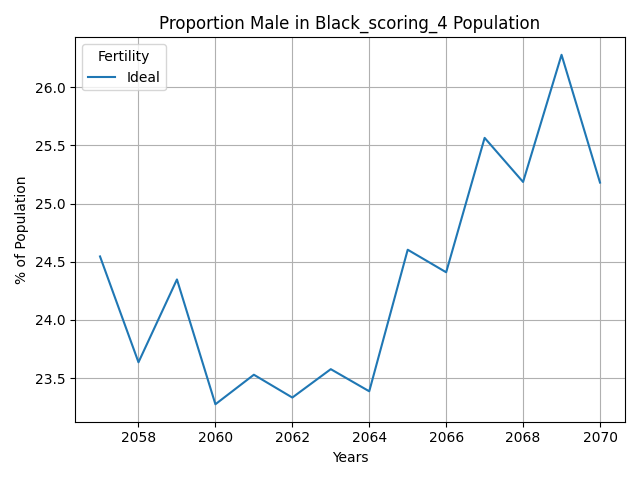 Proportion Male in Black_scoring_4 Population
Fertility
Ideal
% of Population
26.0
25.5
25.0
24.5
24.0
23.5
2058 2060 2062 2064 2066 2068 2070
Years